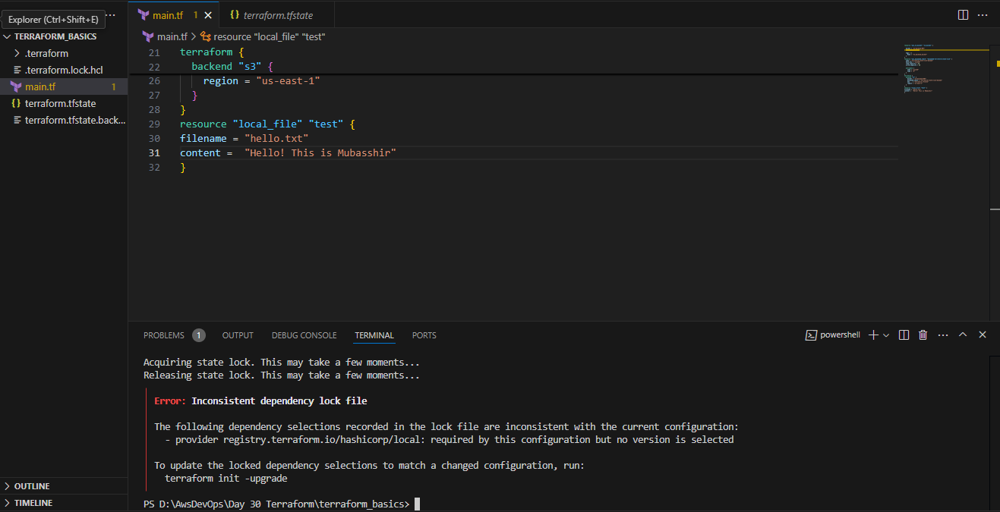 Explorer (Ctrl+Shift+E)
main.tf 1
{} terraform.tfstate
TERRAFORM_BASICS
.terraform
.terraform.lock.hcl
main.tf 1
{} terraform.tfstate
terraform.tfstate.back...
OUTLINE
TIMELINE
main.tf > resource "local_file" "test"
21 terraform {
22 backend "s3" {
26 region = "us-east-1"
27 }
28 }
29 resource "local_file" "test" {
30 filename = "hello.txt"
31 content =  "Hello! This is Mubasshir"
32 }
PROBLEMS 1 OUTPUT DEBUG CONSOLE TERMINAL PORTS
powershell
Acquiring state lock. This may take a few moments...
Releasing state lock. This may take a few moments...
Error: Inconsistent dependency lock file
The following dependency selections recorded in the lock file are inconsistent with the current configuration:
- provider registry.terraform.io/hashicorp/local: required by this configuration but no version is selected
To update the locked dependency selections to match a changed configuration, run:
terraform init -upgrade
PS D:\AwsDevOps\Day 30 Terraform\terraform_basics>